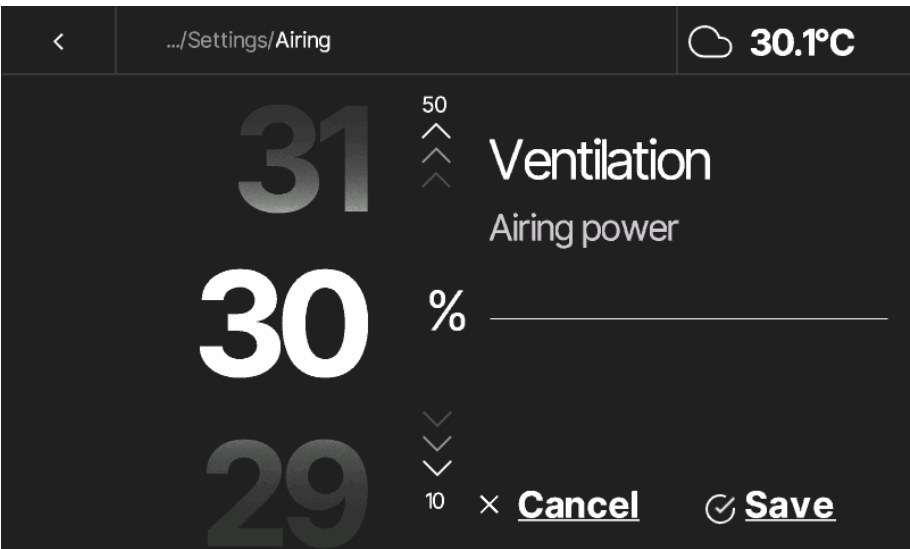 .../Settings/Airing
30.1°C
31
50
Ventilation
Airing power
30 %
29
10
Cancel
Save